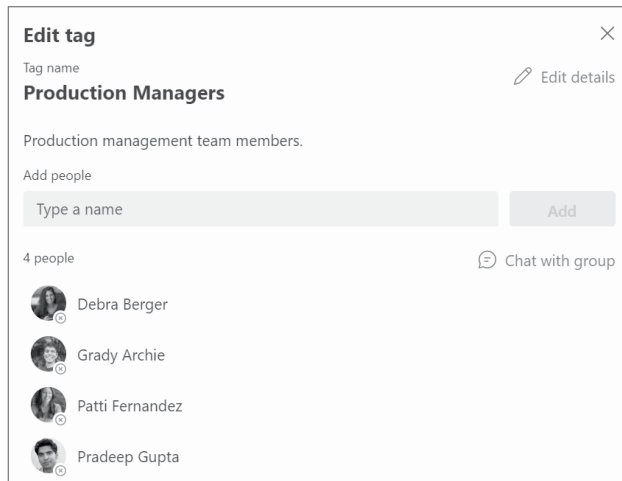 Edit tag
Tag name
Production Managers
Edit details
Production management team members.
Add people
Type a name
Add
4 people
Chat with group
Debra Berger
Grady Archie
Patti Fernandez
Pradeep Gupta